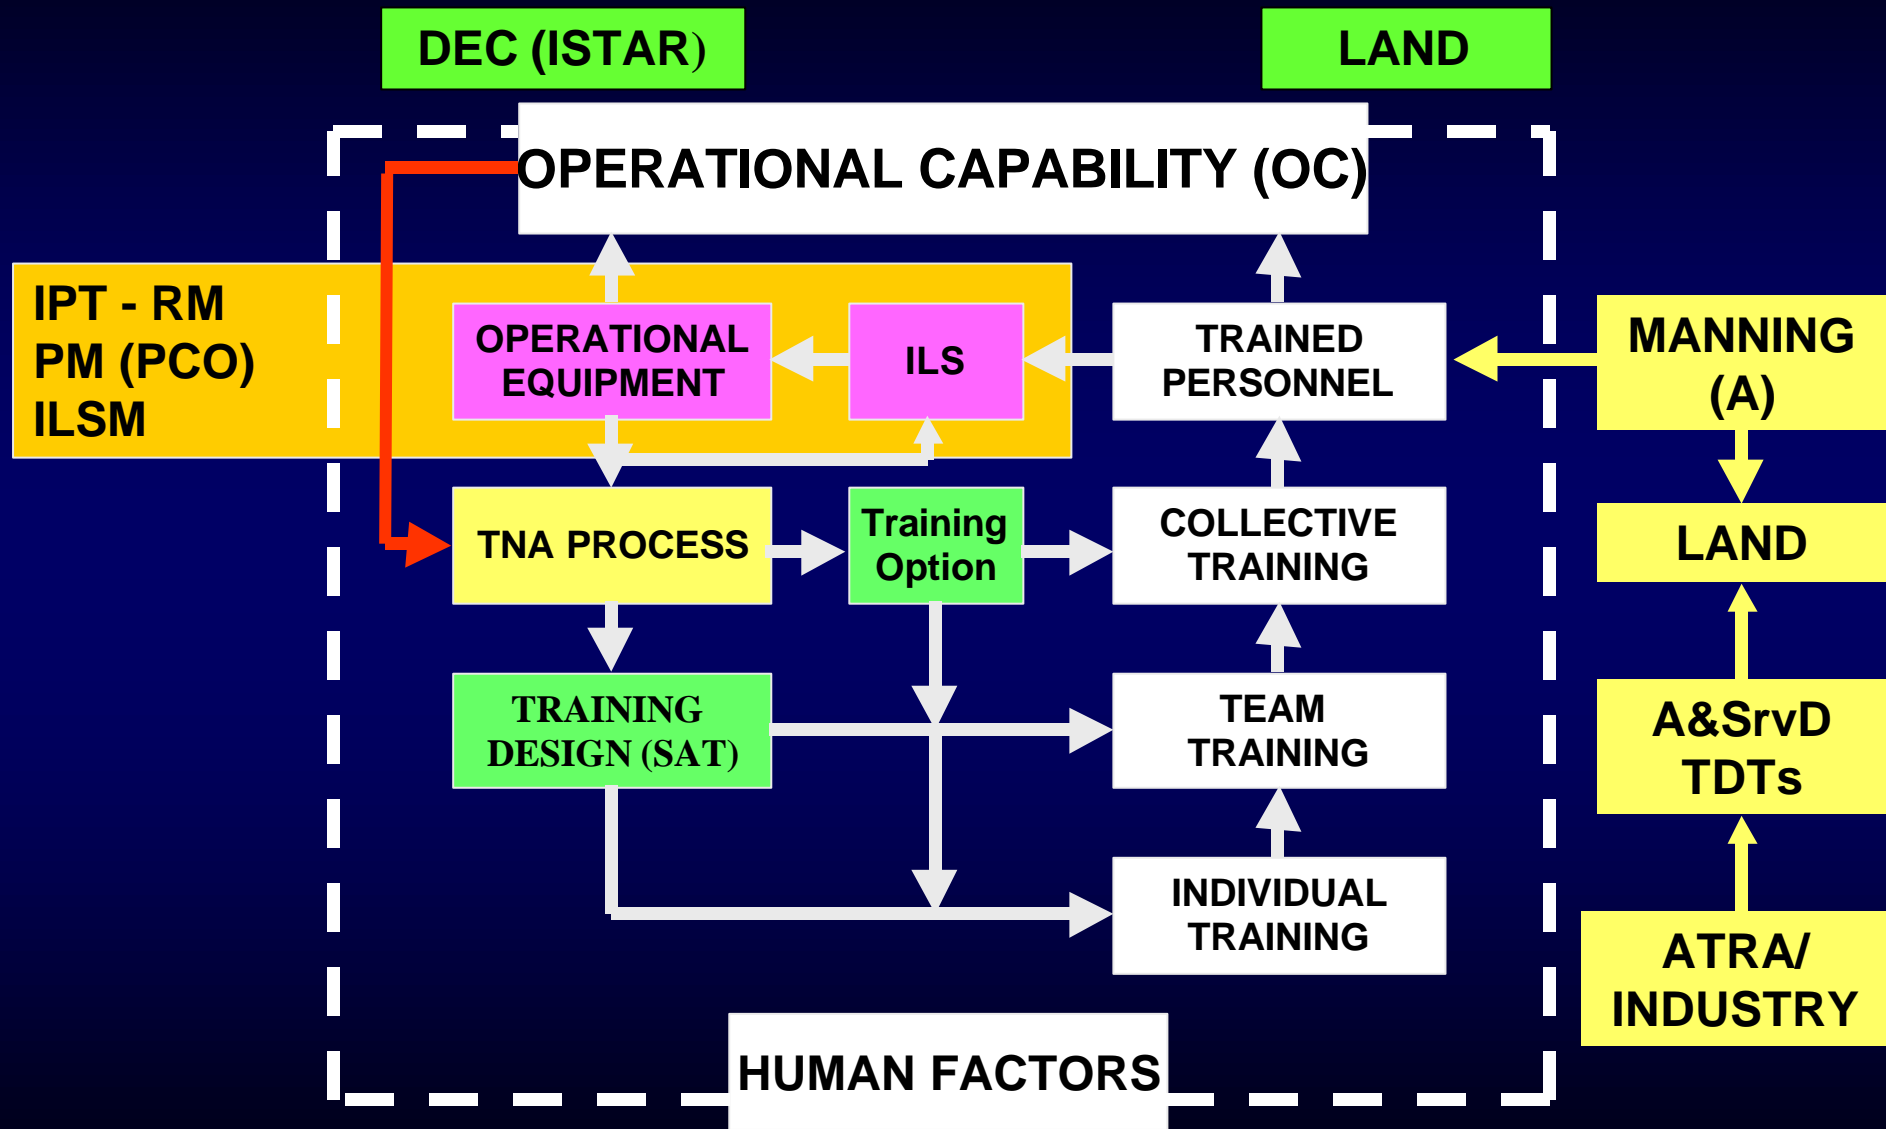 DEC (ISTAR)
LAND
OPERATIONAL CAPABILITY (OC)
IPT - RM
PM (PCO)
ILSM
OPERATIONAL
EQUIPMENT
ILS
TRAINED
PERSONNEL
MANNING
(A)
TNA PROCESS
Training
Option
COLLECTIVE
TRAINING
LAND
TRAINING
DESIGN (SAT)
TEAM
TRAINING
A&SrvD
TDTs
INDIVIDUAL
TRAINING
ATRA/
INDUSTRY
HUMAN FACTORS